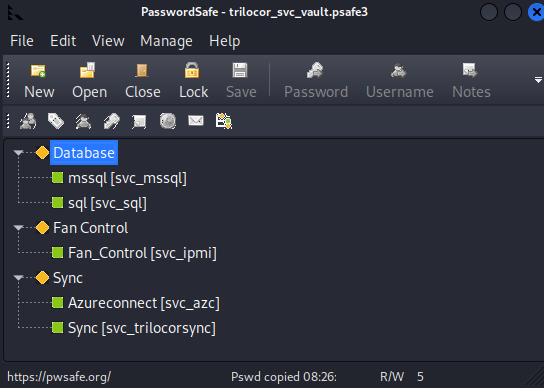 PasswordSafe - trilocor_svc_vault.psafe3
File Edit View Manage Help
New Open Close Lock Save Password Username Notes
Database
mssql [svc_mssql]
sql [svc_sql]
Fan Control
Fan_Control [svc_ipmi]
Sync
Azureconnect [svc_azc]
Sync [svc_trilocorsync]
https://pwsafe.org/ Pswd copied 08:26: R/W 5